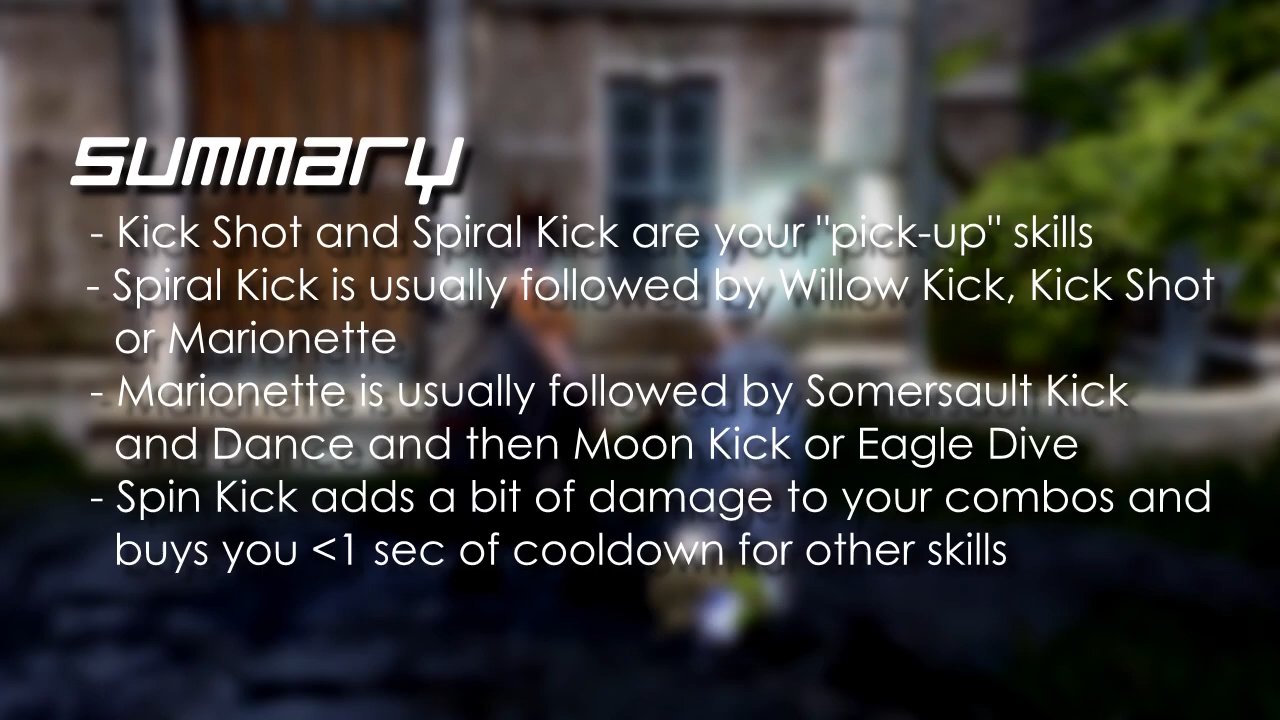 summary
- Kick Shot and Spiral Kick are your "pick-up" skills
- Spiral Kick is usually followed by Willow Kick, Kick Shot
or Marionette
- Marionette is usually followed by Somersault Kick
and Dance and then Moon Kick or Eagle Dive
- Spin Kick adds a bit of damage to your combos and
buys you <1 sec of cooldown for other skills